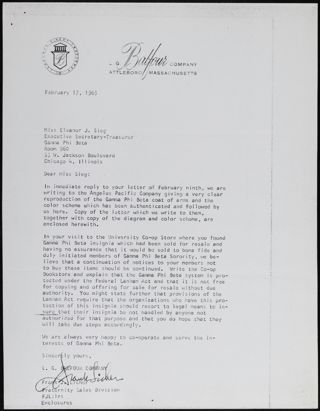 L. G. Balfour COMPANY
ATTLEBORO MASSACHUSETTS
February 12, 1965
Miss Eleanor J. Sieg
Executive Secretary-Treasurer
Gamma Phi Beta
Room 560
53 W. Jackson Boulevard
Chicago 4, Illinois
Dear Miss Sieg:
In immediate reply to your letter of February ninth, we are
writing to the Angelus Pacific Company giving a very clear
reproduction of the Gamma Phi Beta coat of arms and the
color scheme which has been authenticated and followed by
us here. Copy of the letter which we wrote to them,
together with copy of the diagram and color scheme, are
enclosed herewith.
In your visit to the University Co-op Store where you found
Gamma Phi Beta insignia which had been sold for resale and
having no assurance that it would be sold to bona fide and
duly initiated members of Gamma Phi Beta Sorority, we be-
lieve that a continuation of notices to your members not
to buy these items should be continued. Write the Co-op
Bookstore and explain that the Gamma Phi Beta system is pro-
tected under the Federal Lanham Act and that it is not free
for copying and offering for sale for resale without due
authority. You might state further that provisions of the
Lanham Act require that the organizations who have this pro-
tection of this insignia should resort to legal means to in-
sure that their insignia be not handled by anyone not
authorized for that purpose and that you do hope that they
will take due steps accordingly.
We are always very happy to co-operate and serve the in-
terests of Gamma Phi Beta.
Sincerely yours,
L. G. BALFOUR COMPANY
Fraternity Sales Division
Enclosures